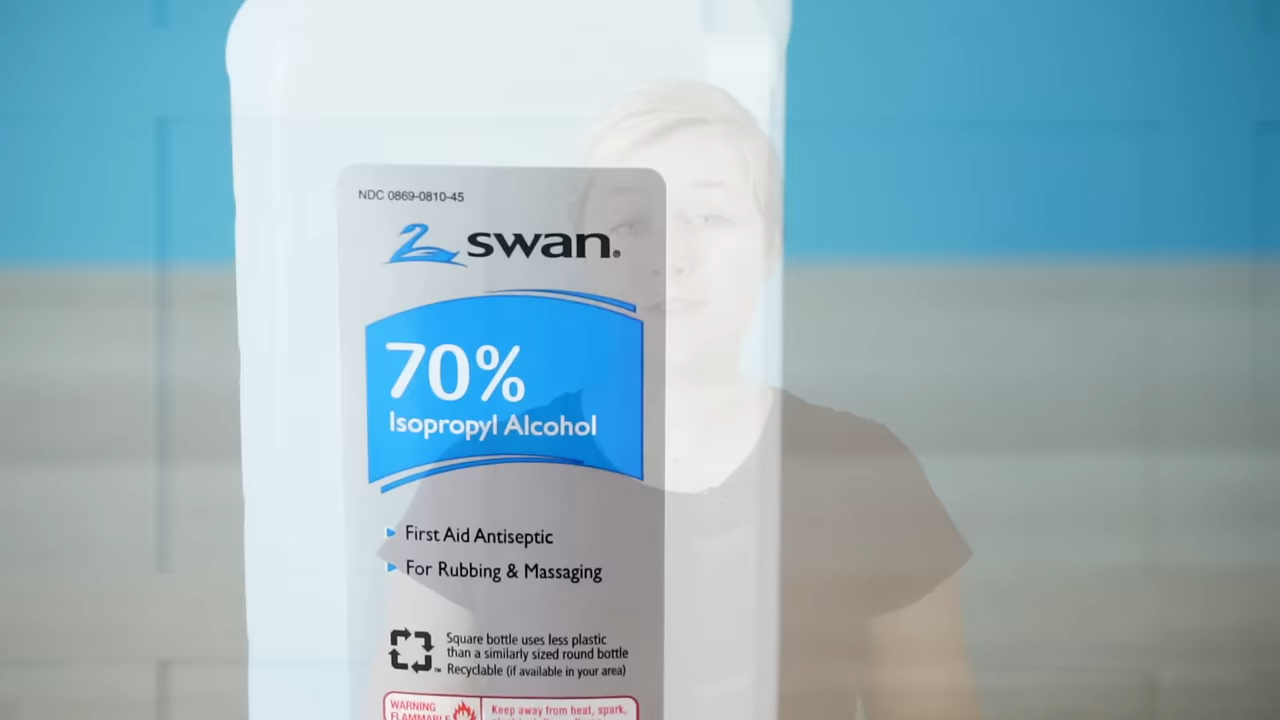 NDC 0869-0810-45
swan®
70%
Isopropyl Alcohol
First Aid Antiseptic
For Rubbing & Massaging
Square bottle uses less plastic
than a similarly sized round bottle
Recyclable (if available in your area)
WARNING
FLAMMABLE
Keep away from heat, spark,